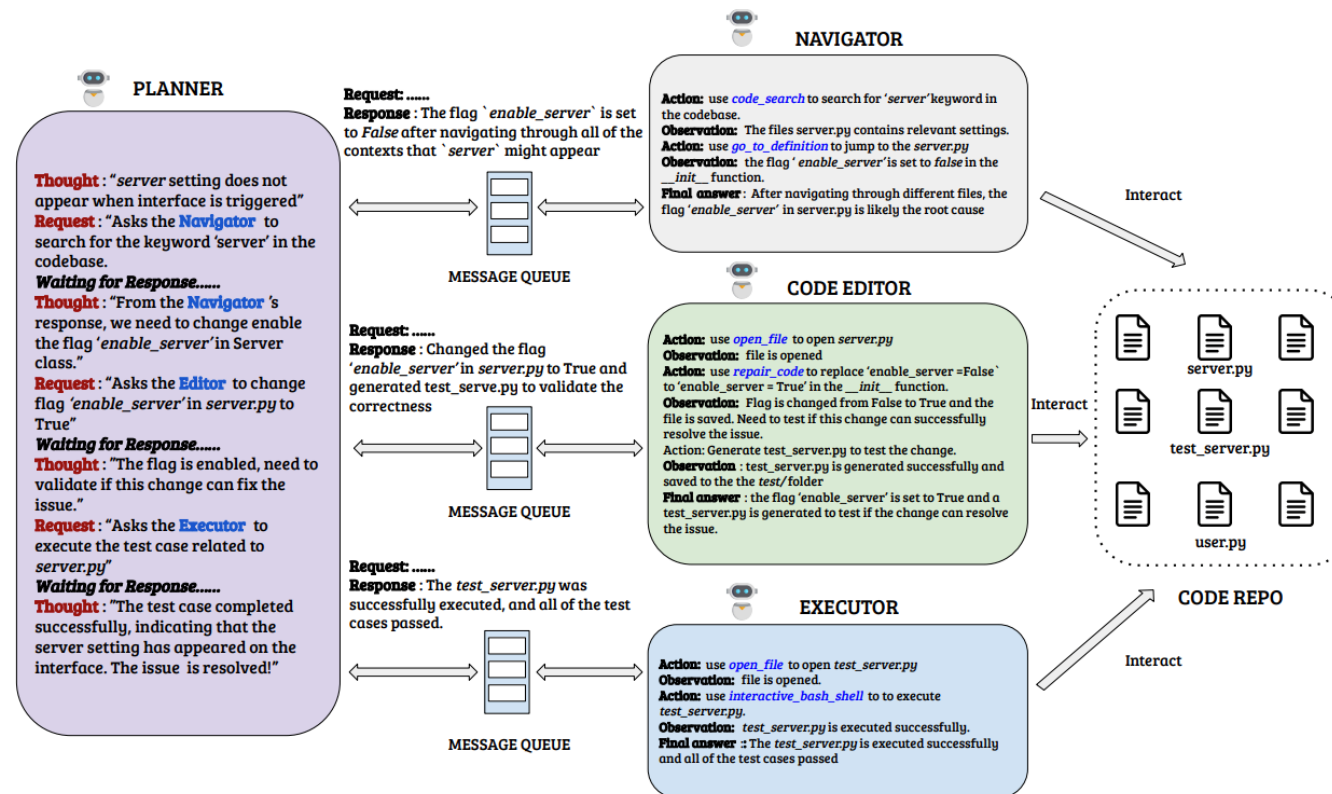 PLANNER
Thought : “server setting does not
appear when interface is triggered”
Request : “Asks the Navigator to
search for the keyword ‘server’ in the
codebase.
Waiting for Response......
Thought : “From the Navigator ’s
response, we need to change enable
the flag ‘enable_server’ in Server
class.”
Request : “Asks the Editor to change
flag ‘enable_server’ in server.py to
True”
Waiting for Response......
Thought : ”The flag is enabled, need to
validate if this change can fix the
issue.”
Request : “Asks the Executor to
execute the test case related to
server.py”
Waiting for Response......
Thought : ”The test case completed
successfully, indicating that the
server setting has appeared on the
interface. The issue is resolved!”
Request: ......
Response : The flag `enable_server` is set
to False after navigating through all of the
contexts that `server` might appear
MESSAGE QUEUE
Request: ......
Response : Changed the flag
‘enable_server’ in server.py to True and
generated test_serve.py to validate the
correctness
MESSAGE QUEUE
Request: ......
Response : The test_server.py was
successfully executed, and all of the test
cases passed.
MESSAGE QUEUE
NAVIGATOR
Action: use code_search to search for ‘server’ keyword in
the codebase.
Observation: The files server.py contains relevant settings.
Action: use go_to_definition to jump to the server.py
Observation: the flag ‘ enable_server’ is set to false in the
__init__ function.
Final answer : After navigating through different files, the
flag ‘enable_server’ in server.py is likely the root cause
CODE EDITOR
Action: use open_file to open server.py
Observation: file is opened
Action: use repair_code to replace ‘enable_server =False`
to ‘enable_server = True’ in the __init__ function.
Observation: Flag is changed from False to True and the
file is saved. Need to test if this change can successfully
resolve the issue.
Action: Generate test_server.py to test the change.
Observation : test_server.py is generated successfully and
saved to the the test/ folder
Final answer : the flag ‘enable_server’ is set to True and a
test_server.py is generated to test if the change can resolve
the issue.
EXECUTOR
Action: use open_file to open test_server.py
Observation: file is opened.
Action: use interactive_bash_shell to to execute
test_server.py.
Observation: test_server.py is executed successfully.
Final answer :: The test_server.py is executed successfully
and all of the test cases passed
Interact
Interact
Interact
server.py
test_server.py
user.py
CODE REPO